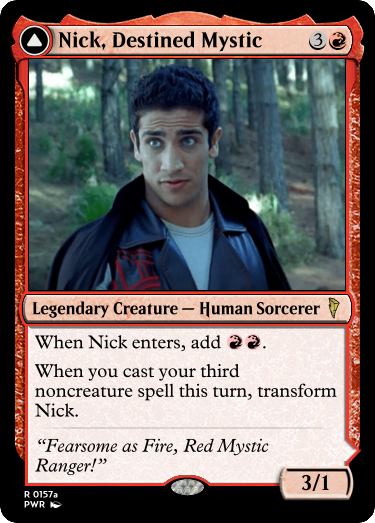 Nick, Destined Mystic 3
Legendary Creature — Human Sorcerer
When Nick enters, add .
When you cast your third
noncreature spell this turn, transform
Nick.
“Fearsome as Fire, Red Mystic
Ranger!”
3/1
R 0157a
PWR